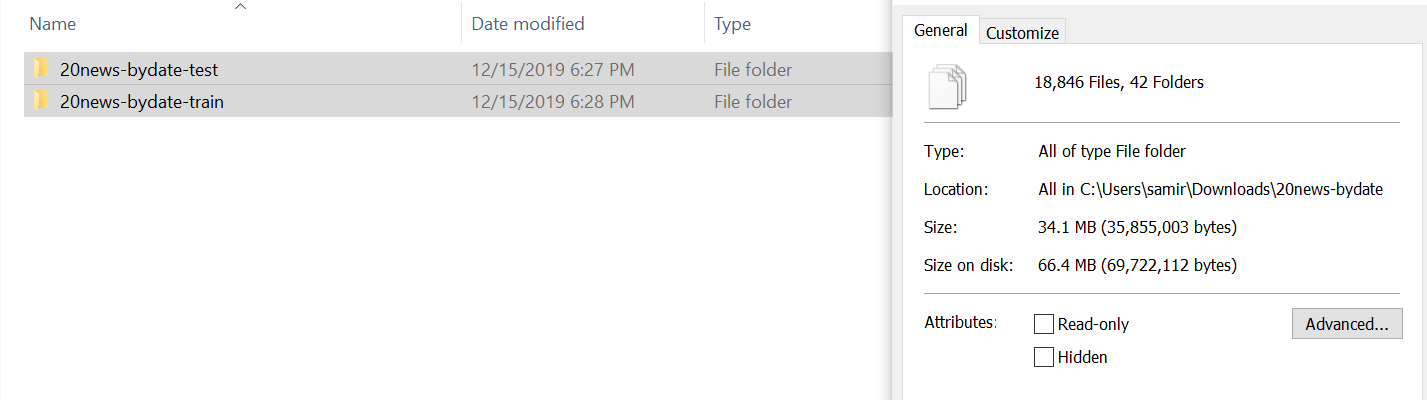 Name Date modified Type
20news-bydate-test 12/15/2019 6:27 PM File folder
20news-bydate-train 12/15/2019 6:28 PM File folder
General Customize
18,846 Files, 42 Folders
Type: All of type File folder
Location: All in C:\Users\samir\Downloads\20news-bydate
Size: 34.1 MB (35,855,003 bytes)
Size on disk: 66.4 MB (69,722,112 bytes)
Attributes: Read-only Advanced...
Hidden